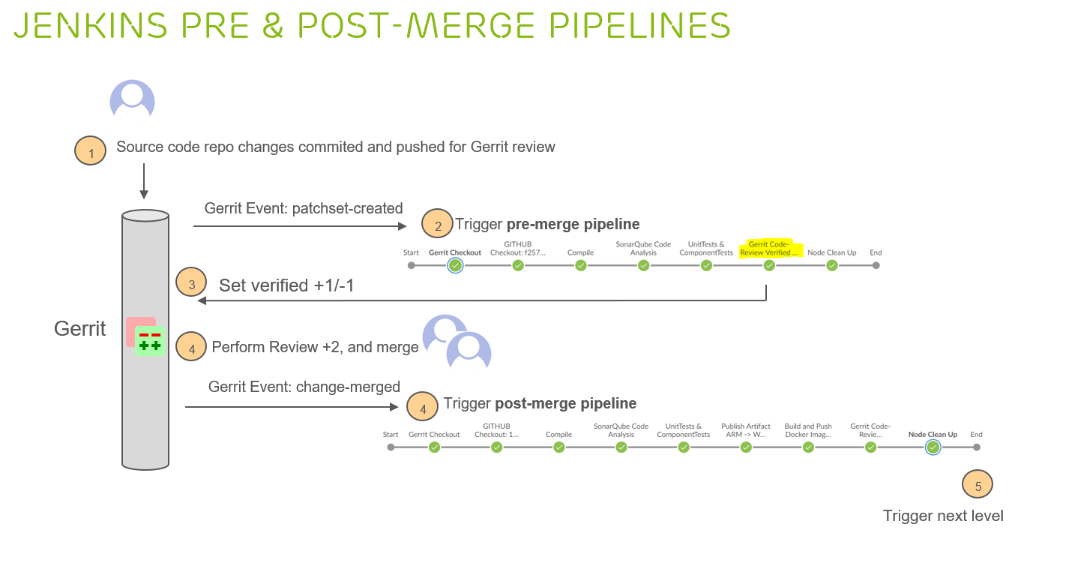 JENKINS PRE & POST-MERGE PIPELINES
1
Source code repo changes commited and pushed for Gerrit review
Gerrit Event: patchset-created
2
Trigger pre-merge pipeline
Start
Gerrit Checkout
GITHUB
Checkout: f257...
Compile
SonarQube Code
Analysis
UnitTests &
ComponentTests
Gerrit Code-
Review Verified ...
Node Clean Up
End
3
Set verified +1/-1
Gerrit
4
Perform Review +2, and merge
Gerrit Event: change-merged
4
Trigger post-merge pipeline
Start
Gerrit Checkout
GITHUB
Checkout: 1...
Compile
SonarQube Code
Analysis
UnitTests &
ComponentTests
Publish Artifact
ARM -> W...
Build and Push
Docker Imag...
Gerrit Code-
Revie...
Node Clean Up
End
5
Trigger next level